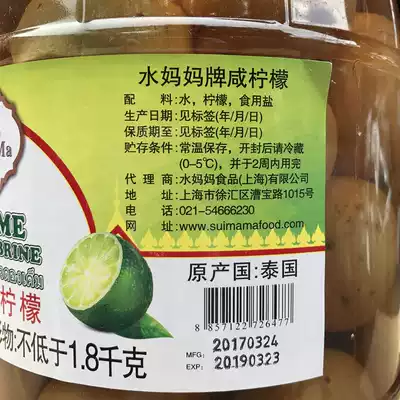 水妈妈牌咸柠檬
配 料:水,柠檬,食用盐
生产日期:见标签(年/月/日)
保质期至:见标签(年/月/日)
贮存条件:常温保存,开封后请冷藏
(0–5℃),并于2周内用完
代 理 商:水妈妈食品(上海)有限公司
地 址:上海市徐汇区漕宝路1015号
电 话:021–54666230
网 址:www.suimamafood.com
Ma
ME
BRINE
柠檬
物:不低于1.8千克
原产国:泰国
8 857122 726477
MFG: 20170324
EXP: 20190323